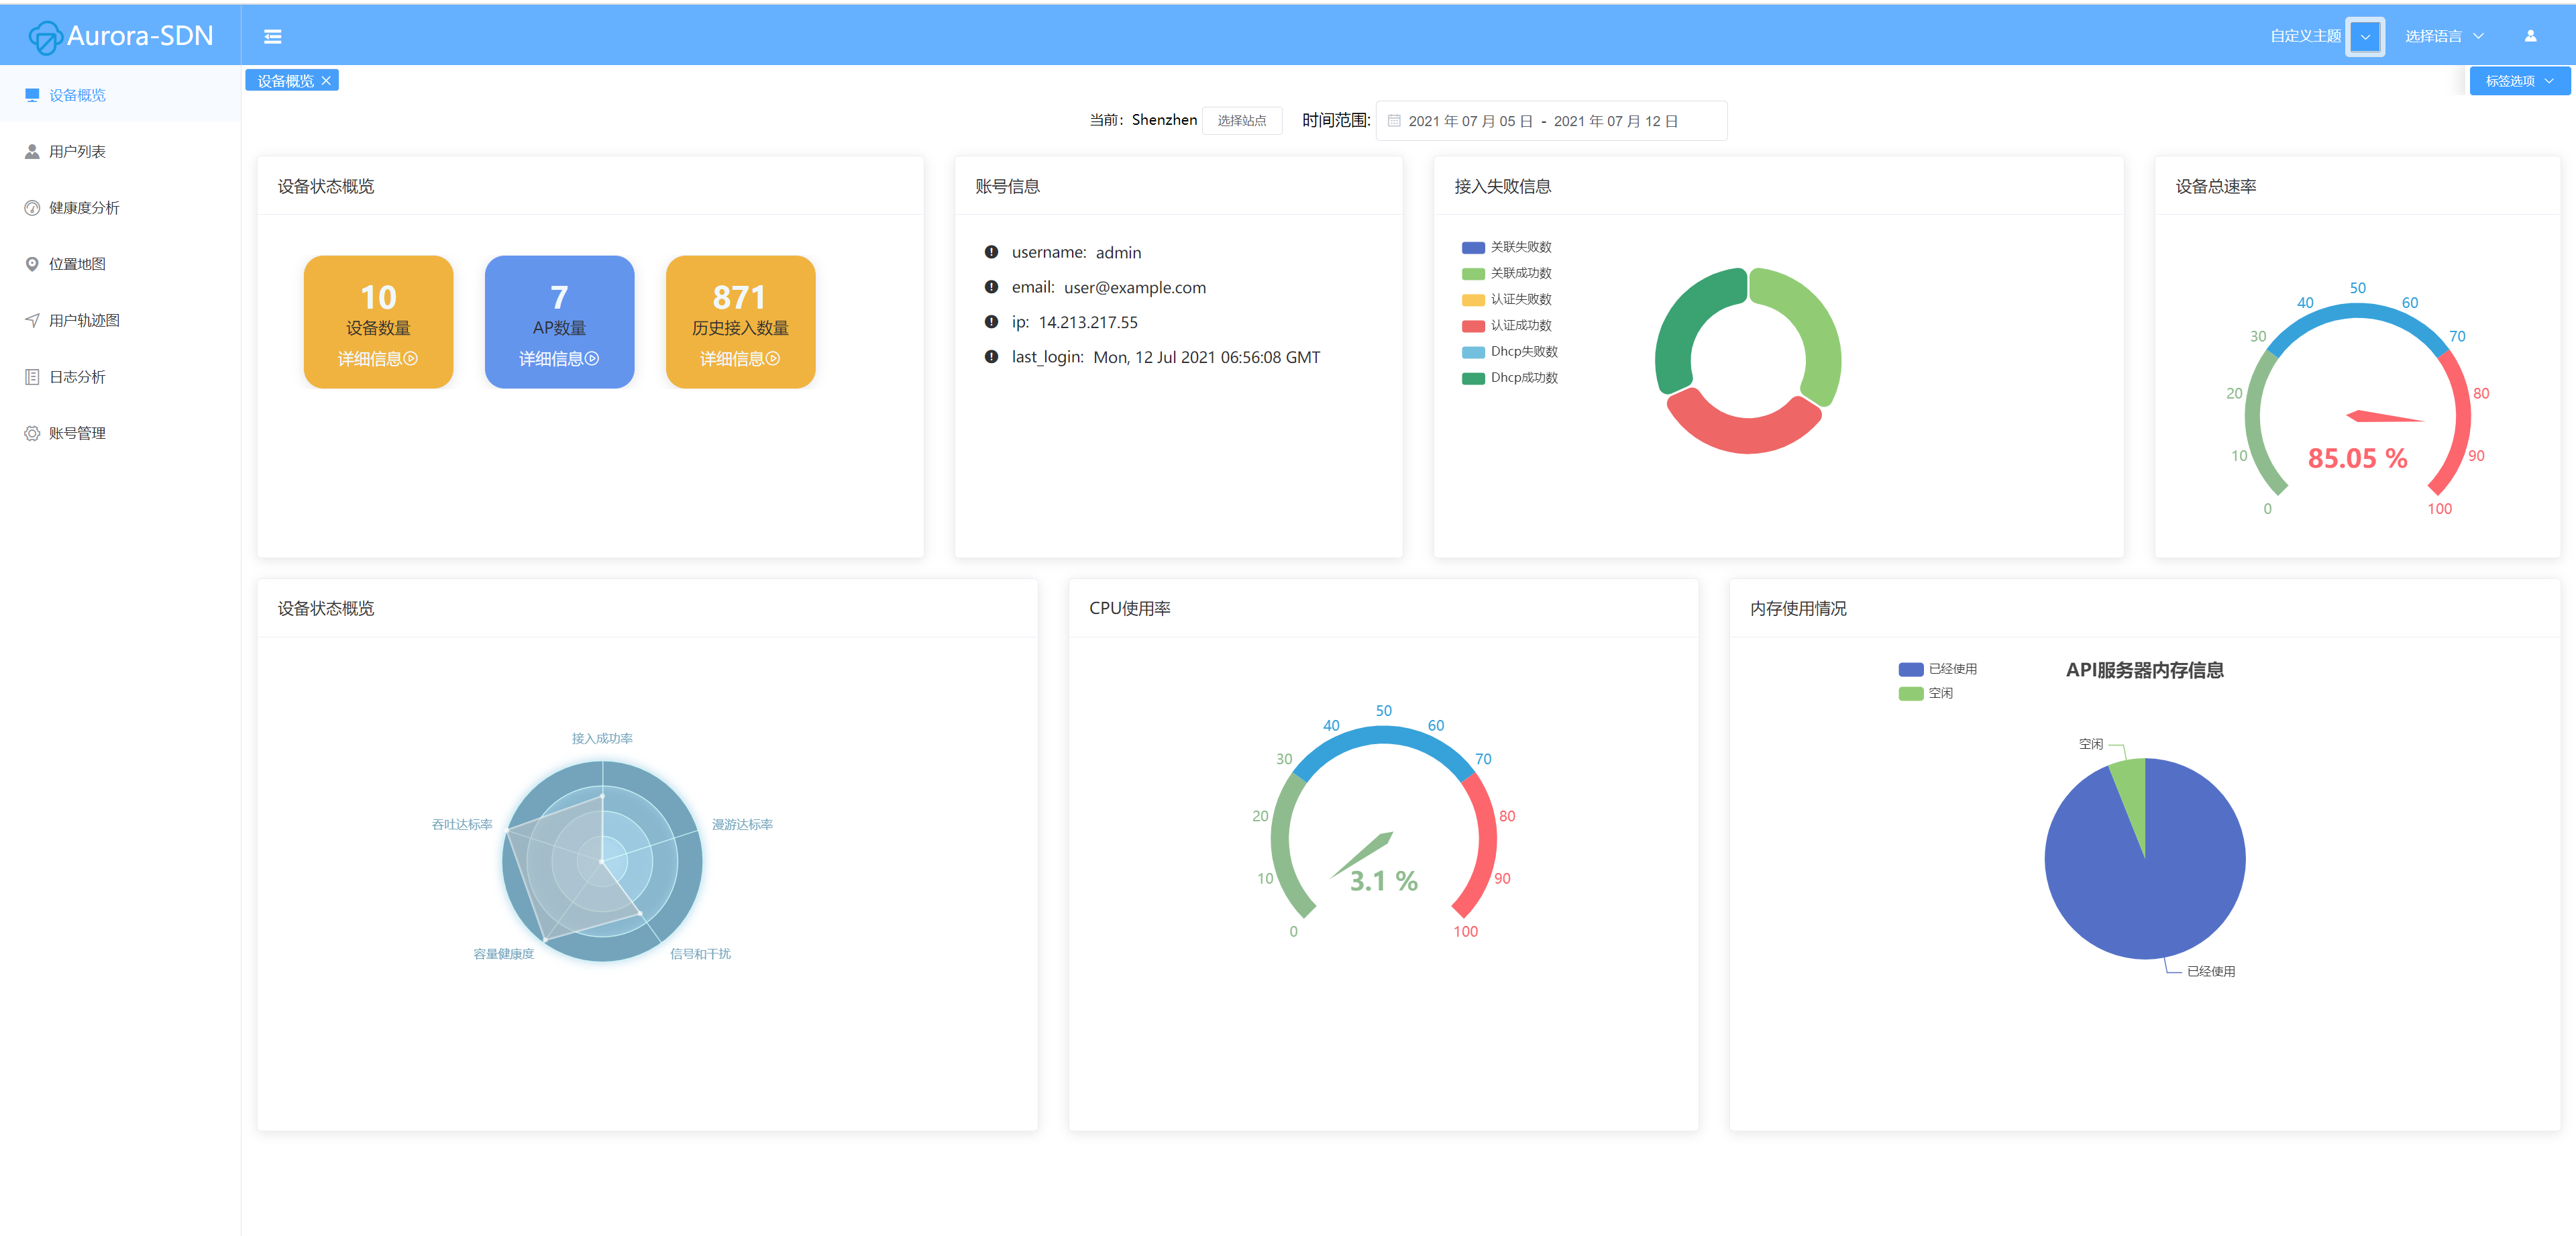 Aurora-SDN
自定义主题
选择语言
设备概览
用户列表
健康度分析
位置地图
用户轨迹图
日志分析
账号管理
设备概览
标签选项
当前: Shenzhen 选择站点 时间范围: 2021 年 07 月 05 日 - 2021 年 07 月 12 日
设备状态概览
10
设备数量
详细信息
7
AP数量
详细信息
871
历史接入数量
详细信息
账号信息
username: admin
email: user@example.com
ip: 14.213.217.55
last_login: Mon, 12 Jul 2021 06:56:08 GMT
接入失败信息
关联失败数
关联成功数
认证失败数
认证成功数
Dhcp失败数
Dhcp成功数
设备总速率
0
10
20
30
40
50
60
70
80
90
100
85.05 %
设备状态概览
接入成功率
吞吐达标率
漫游达标率
容量健康度
信号和干扰
CPU使用率
0
10
20
30
40
50
60
70
80
90
100
3.1 %
内存使用情况
已经使用
空闲
API服务器内存信息
空闲
已经使用